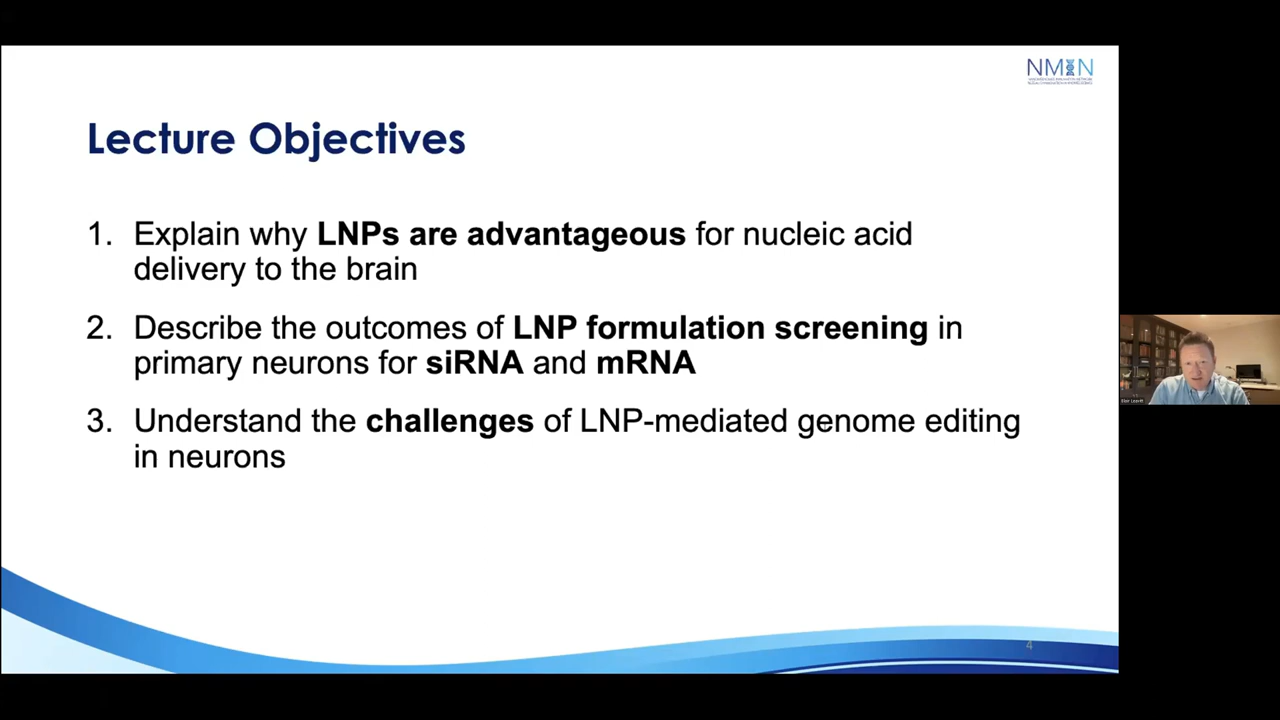 NMIN
Lecture Objectives
1. Explain why LNPs are advantageous for nucleic acid
delivery to the brain
2. Describe the outcomes of LNP formulation screening in
primary neurons for siRNA and mRNA
3. Understand the challenges of LNP-mediated genome editing
in neurons
4